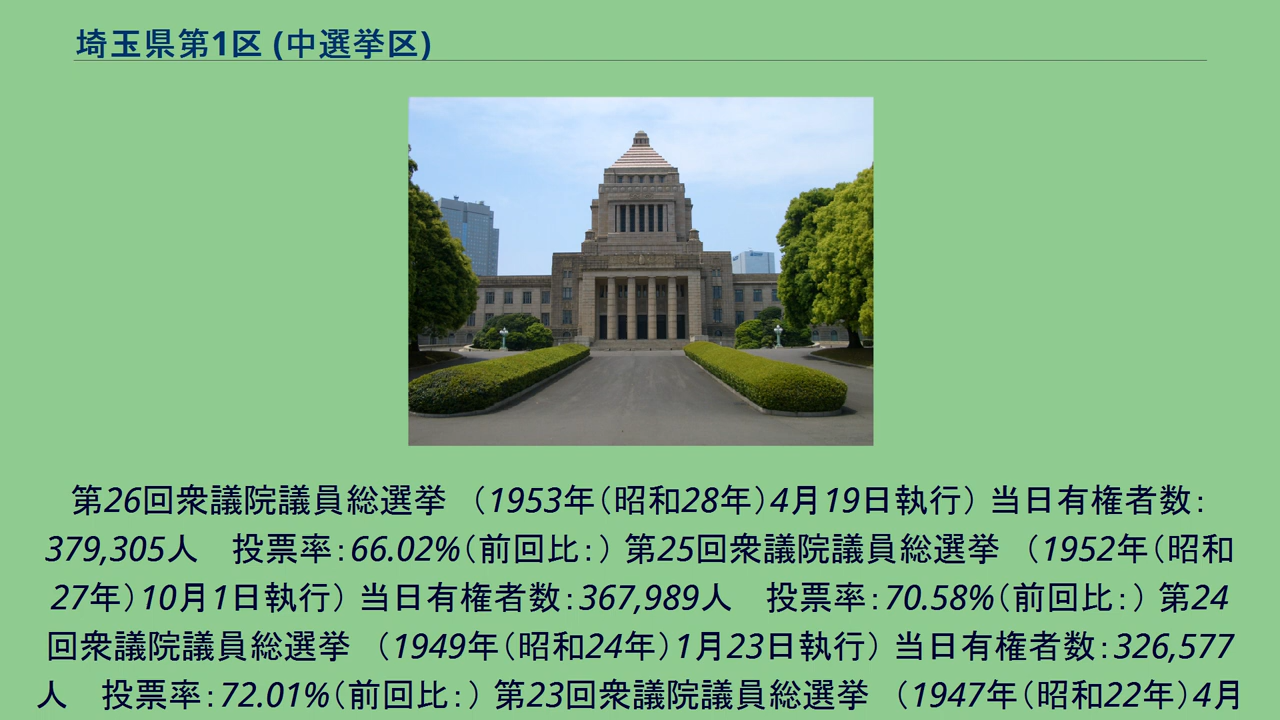 埼玉県第1区 (中選挙区)
第26回衆議院議員総選挙　（1953年（昭和28年）4月19日執行） 当日有権者数：
379,305人　投票率：66.02%（前回比：） 第25回衆議院議員総選挙　（1952年（昭和
27年）10月1日執行） 当日有権者数：367,989人　投票率：70.58%（前回比：） 第24
回衆議院議員総選挙　（1949年（昭和24年）1月23日執行） 当日有権者数：326,577
人　投票率：72.01%（前回比：） 第23回衆議院議員総選挙　（1947年（昭和22年）4月